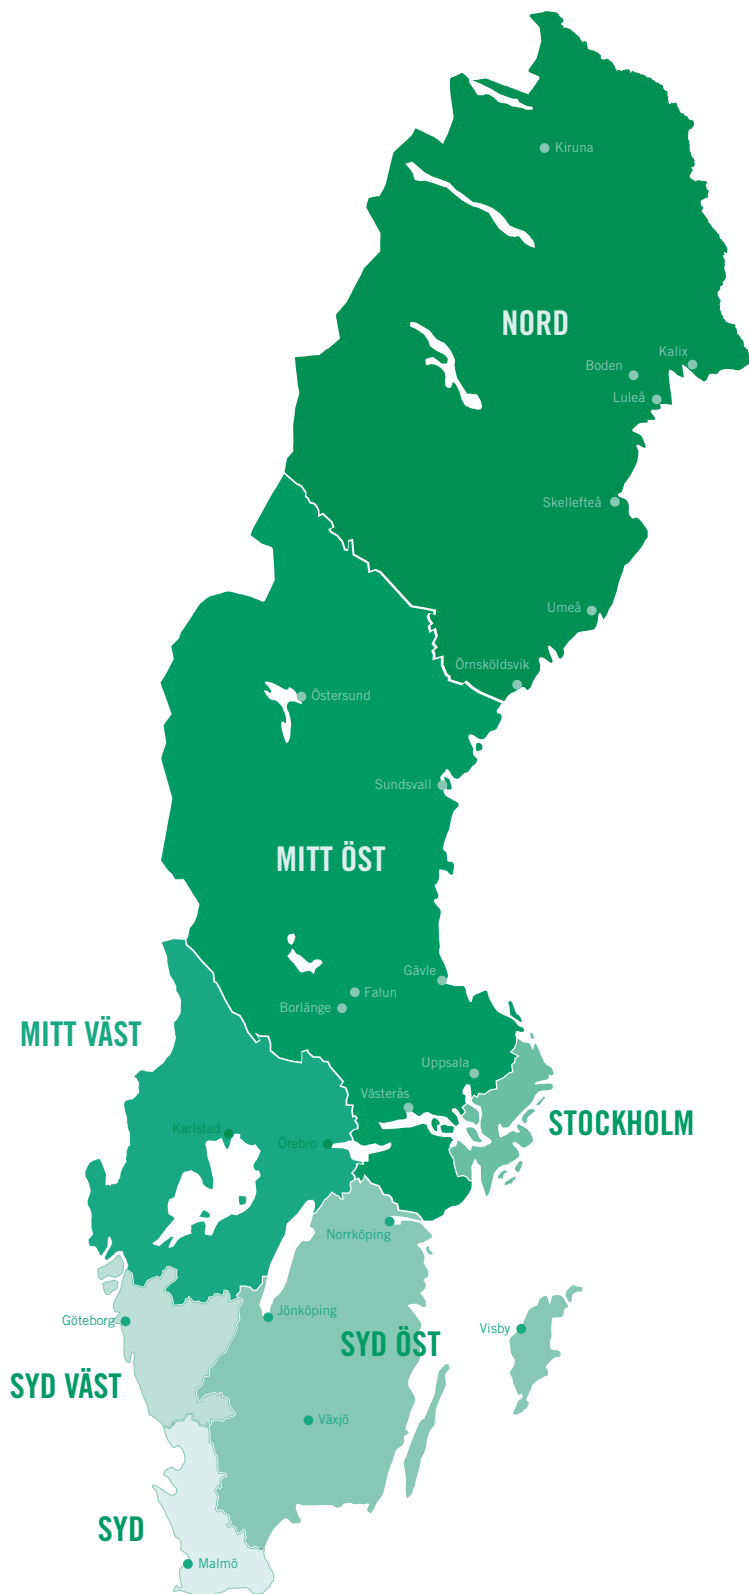 Kiruna
NORD
Kalix
Boden
Luleå
Skellefteå
Umeå
Örnsköldsvik
Östersund
Sundsvall
MITT ÖST
Gävle
Falun
Borlänge
MITT VÄST
Uppsala
Västerås
STOCKHOLM
Karlstad
Örebro
Norrköping
Jönköping
Göteborg
Visby
SYD ÖST
SYD VÄST
Växjö
SYD
Malmö